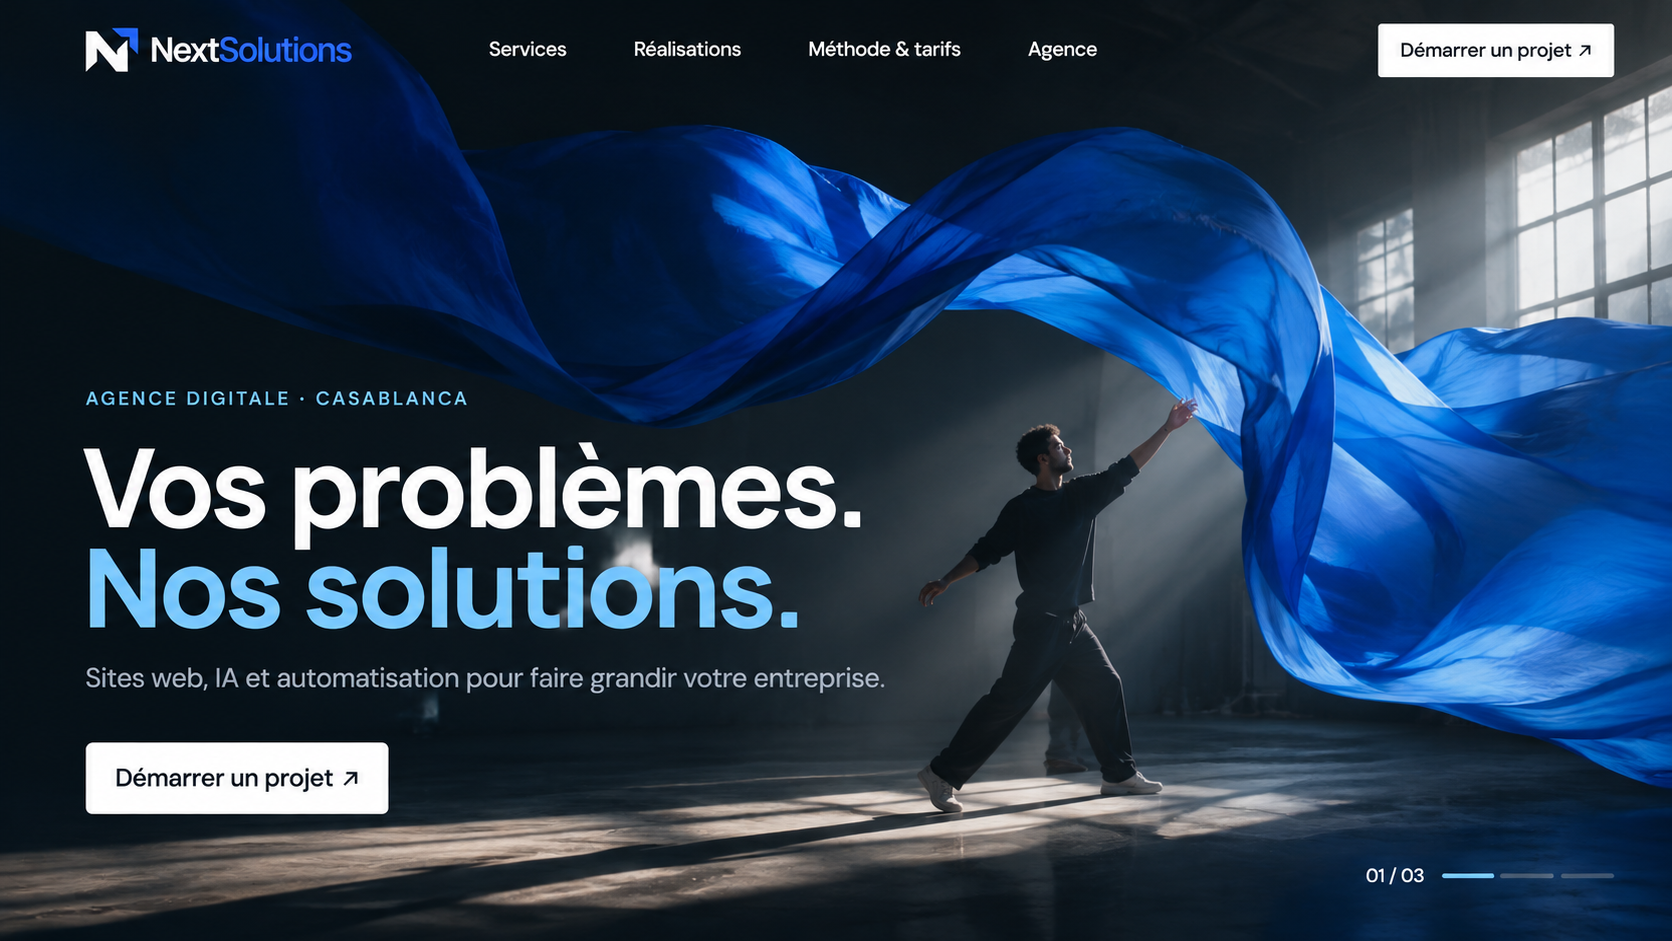 NextSolutions
Services
Réalisations
Méthode & tarifs
Agence
Démarrer un projet ↗
AGENCE DIGITALE · CASABLANCA
Vos problèmes.
Nos solutions.
Sites web, IA et automatisation pour faire grandir votre entreprise.
Démarrer un projet ↗
01 / 03